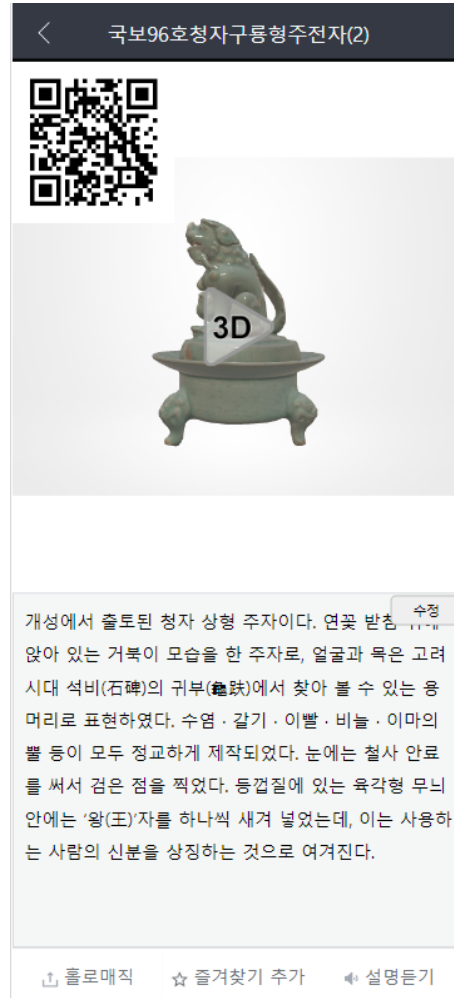 국보96호청자구룡형주전자(2)
3D
수정
개성에서 출토된 청자 상형 주자이다. 연꽃 받침
앉아 있는 거북이 모습을 한 주자로, 얼굴과 목은 고려
시대 석비(石碑)의 귀부(龜趺)에서 찾아 볼 수 있는 용
머리로 표현하였다. 수염 · 갈기 · 이빨 · 비늘 · 이마의
뿔 등이 모두 정교하게 제작되었다. 눈에는 철사 안료
를 써서 검은 점을 찍었다. 등껍질에 있는 육각형 무늬
안에는 ‘왕(王)’자를 하나씩 새겨 넣었는데, 이는 사용하
는 사람의 신분을 상징하는 것으로 여겨진다.
홀로매직 즐겨찾기 추가 설명듣기